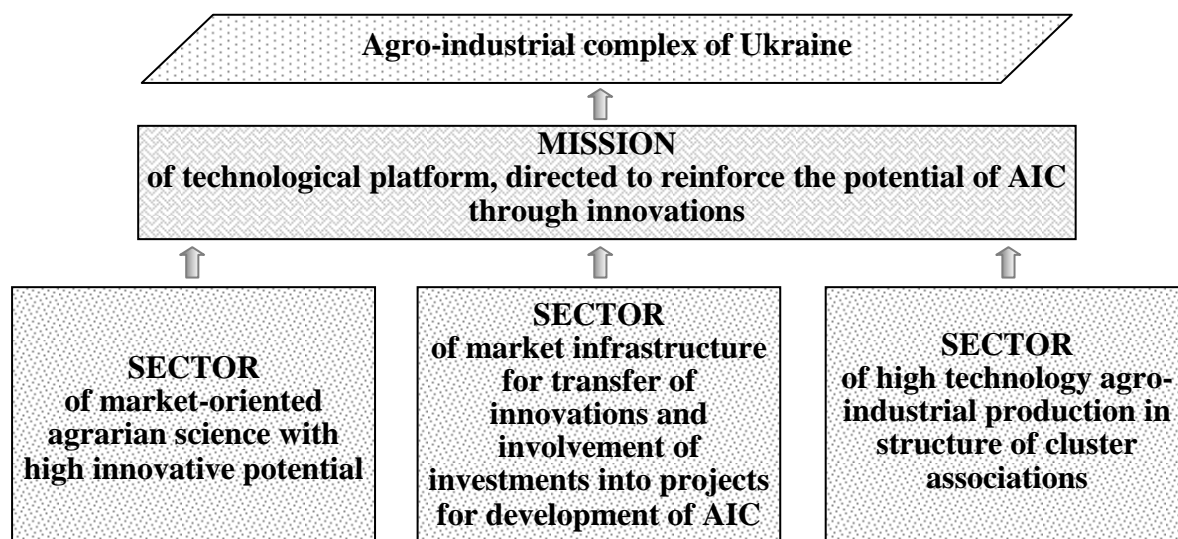 Agro-industrial complex of Ukraine
MISSION
of technological platform, directed to reinforce the potential of AIC
through innovations
SECTOR
of market-oriented
agrarian science with
high innovative potential
SECTOR
of market infrastructure
for transfer of
innovations and
involvement of
investments into projects
for development of AIC
SECTOR
of high technology agro-
industrial production in
structure of cluster
associations